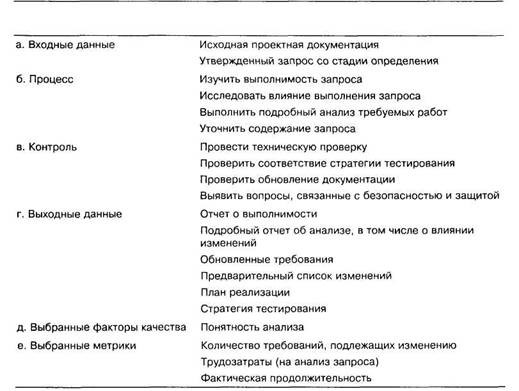 а. Входные данные Исходная проектная документация
Утвержденный запрос со стадии определения
б. Процесс Изучить выполнимость запроса
Исследовать влияние выполнения запроса
Выполнить подробный анализ требуемых работ
Уточнить содержание запроса
в. Контроль Провести техническую проверку
Проверить соответствие стратегии тестирования
Проверить обновление документации
Выявить вопросы, связанные с безопасностью и защитой
г. Выходные данные Отчет о выполнимости
Подробный отчет об анализе, в том числе о влиянии
изменений
Обновленные требования
Предварительный список изменений
План реализации
Стратегия тестирования
д. Выбранные факторы качества Понятность анализа
е. Выбранные метрики Количество требований, подлежащих изменению
Трудозатраты (на анализ запроса)
Фактическая продолжительность